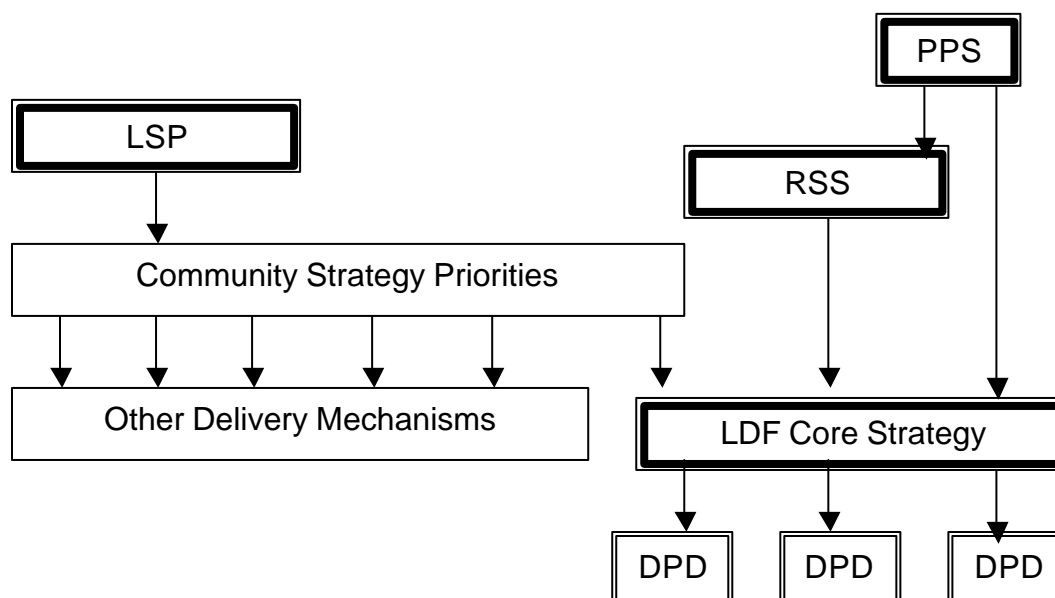 PPS
LSP
RSS
Community Strategy Priorities
Other Delivery Mechanisms
LDF Core Strategy
DPD
DPD
DPD